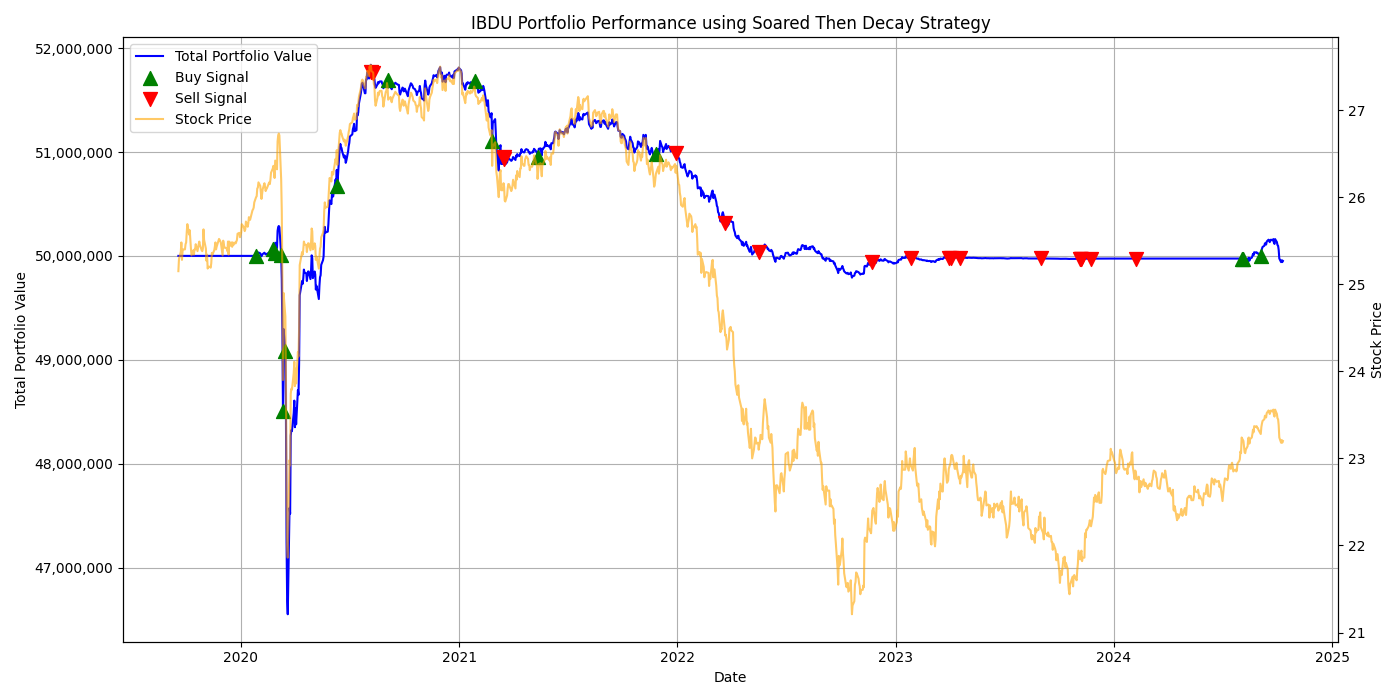 IBDU Portfolio Performance using Soared Then Decay Strategy
Total Portfolio Value
Buy Signal
Sell Signal
Stock Price
52,000,000
51,000,000
50,000,000
49,000,000
48,000,000
47,000,000
Total Portfolio Value
27
26
25
24
23
22
21
Stock Price
2020
2021
2022
2023
2024
2025
Date